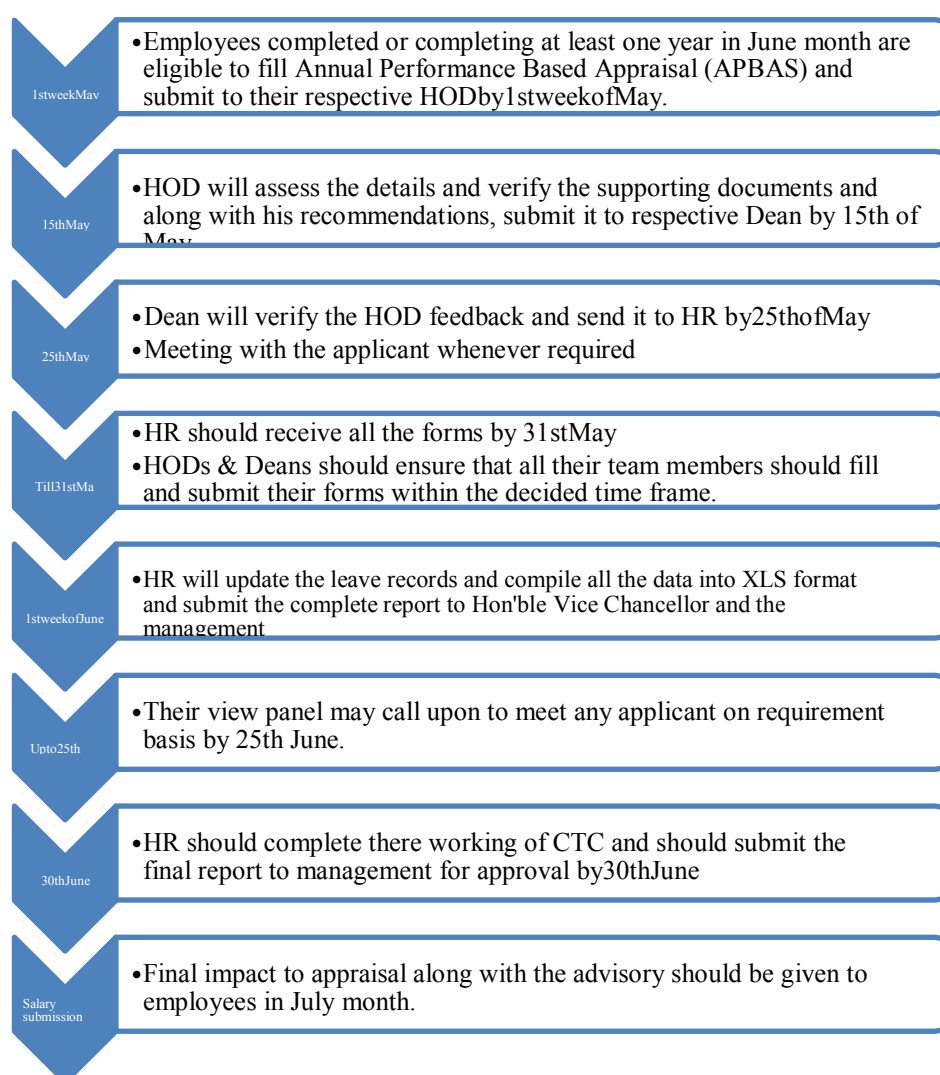 •Employees completed or completing at least one year in June month are
eligible to fill Annual Performance Based Appraisal (APBAS) and
submit to their respective HODby1stweekofMay.
1stweekMay
•HOD will assess the details and verify the supporting documents and
along with his recommendations, submit it to respective Dean by 15th of
May
15thMay
•Dean will verify the HOD feedback and send it to HR by25thofMay
•Meeting with the applicant whenever required
25thMay
•HR should receive all the forms by 31stMay
•HODs & Deans should ensure that all their team members should fill
and submit their forms within the decided time frame.
Till31stMa
•HR will update the leave records and compile all the data into XLS format
and submit the complete report to Hon'ble Vice Chancellor and the
management
1stweekofJune
•Their view panel may call upon to meet any applicant on requirement
basis by 25th June.
Upto25th
•HR should complete there working of CTC and should submit the
final report to management for approval by30thJune
30thJune
•Final impact to appraisal along with the advisory should be given to
employees in July month.
Salary
submission